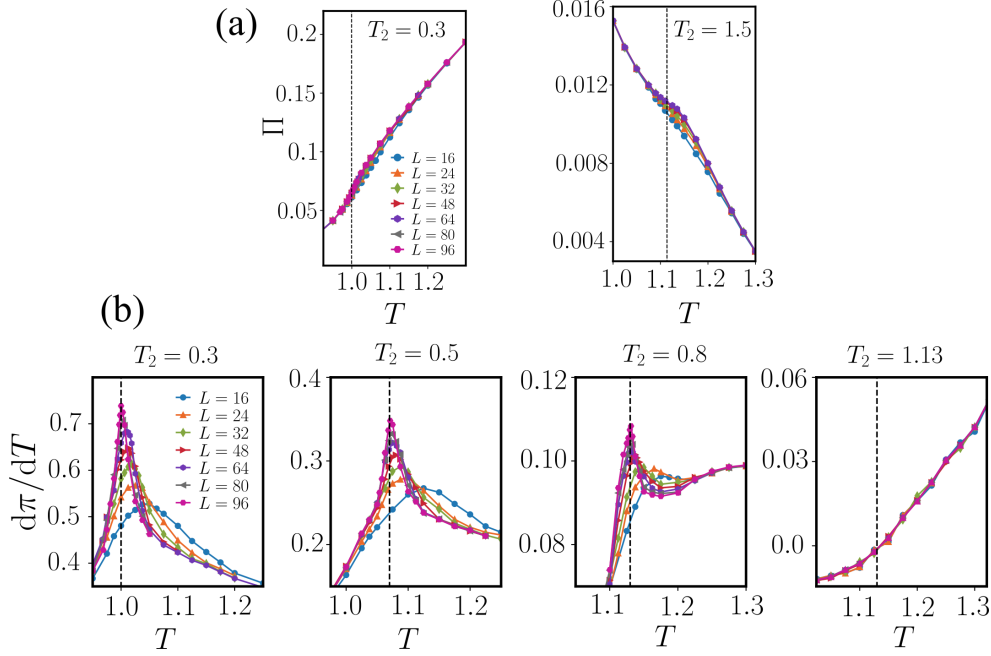 (a)
T₂ = 0.3
T₂ = 1.5
Π
0.2
0.15
0.1
0.05
1.0 1.1 1.2
T
L = 16
L = 24
L = 32
L = 48
L = 64
L = 80
L = 96
0.016
0.012
0.008
0.004
1.0 1.1 1.2 1.3
T
(b)
T₂ = 0.3
T₂ = 0.5
T₂ = 0.8
T₂ = 1.13
dπ/dT
0.7
0.6
0.5
0.4
1.0 1.1 1.2
T
L = 16
L = 24
L = 32
L = 48
L = 64
L = 80
L = 96
0.4
0.3
0.2
1.0 1.1 1.2
T
0.12
0.10
0.08
1.1 1.2 1.3
T
0.06
0.03
0.0
1.1 1.2 1.3
T